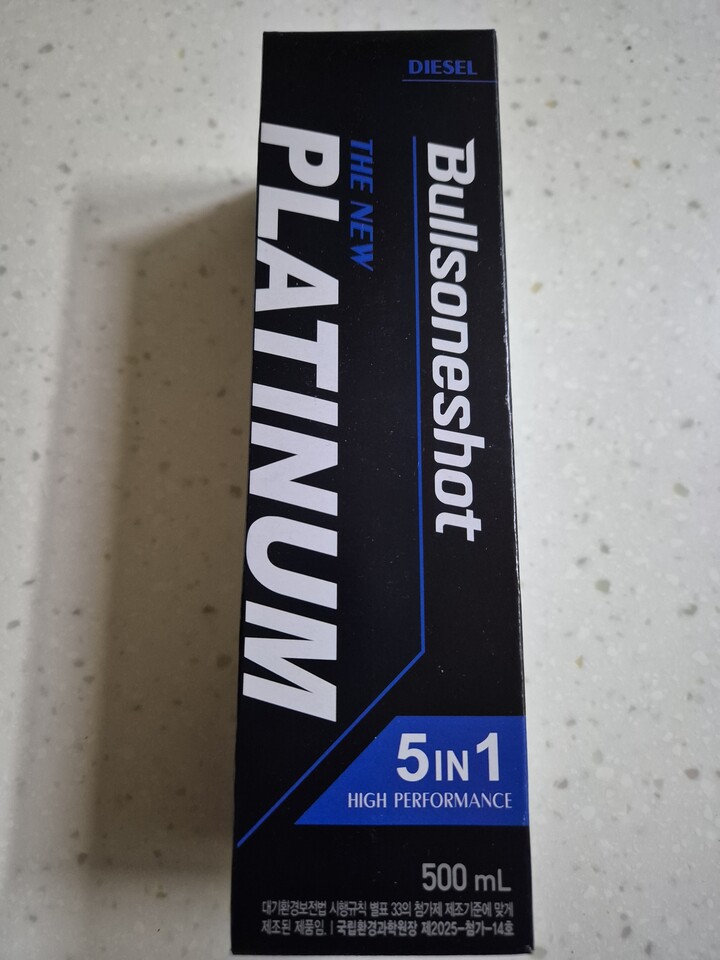 DIESEL
Bullsoneshot
THE NEW
PLATINUM
5 IN 1
HIGH PERFORMANCE
500 mL
대기환경보전법 시행규칙 별표 33의 첨가제 제조기준에 맞게
제조된 제품임. | 국립환경과학원장 제2025-첨가-14호